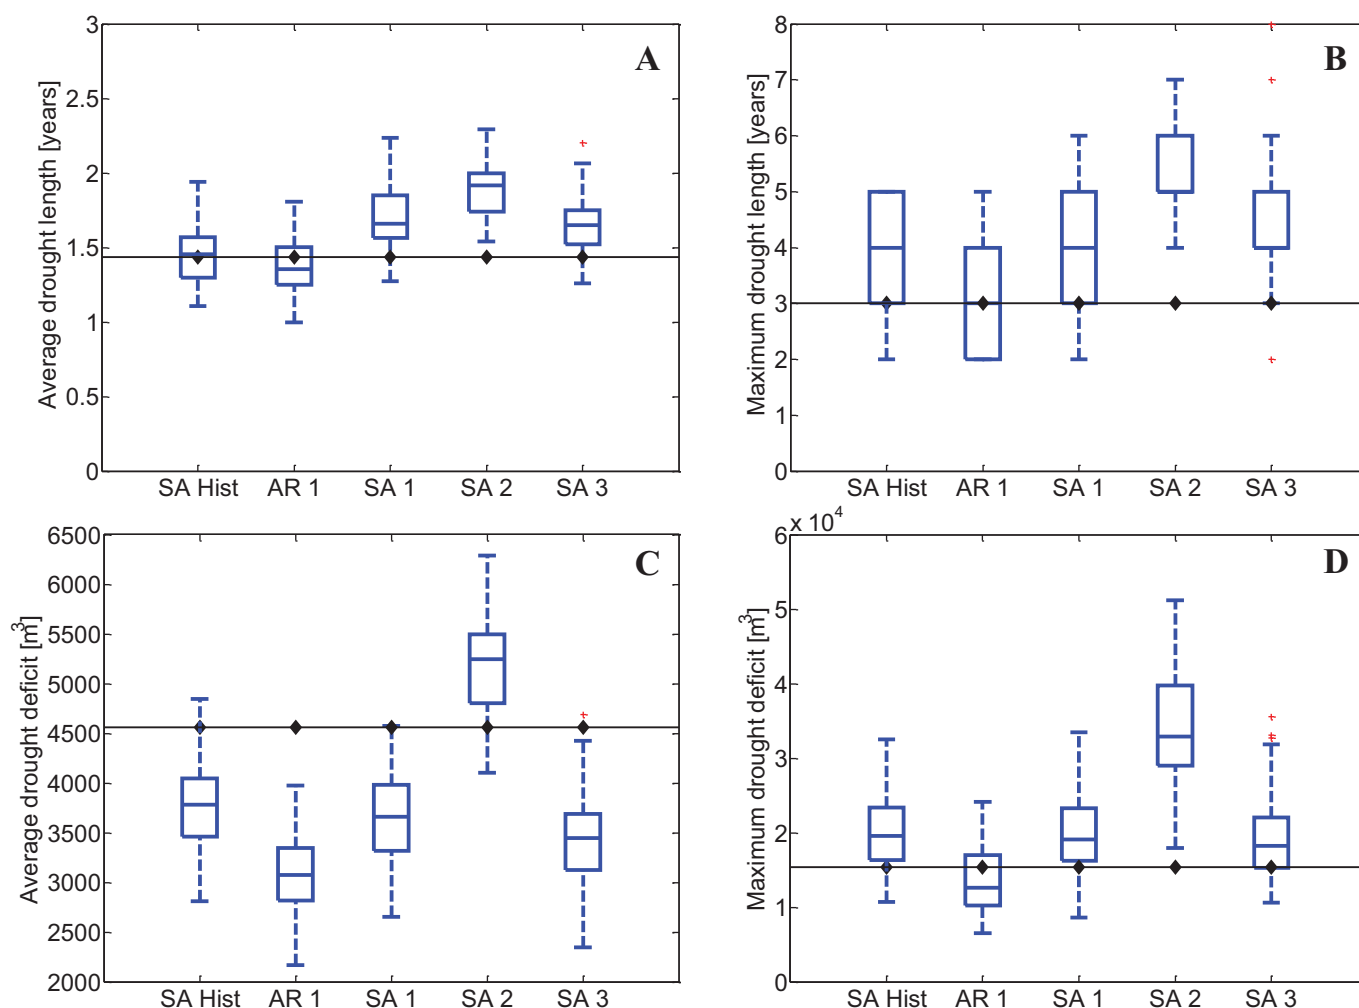 A
Average drought length [years]
3
2.5
2
1.5
1
0.5
0
SA Hist AR 1 SA 1 SA 2 SA 3
B
Maximum drought length [years]
8
7
6
5
4
3
2
1
0
SA Hist AR 1 SA 1 SA 2 SA 3
C
Average drought deficit [m³]
6500
6000
5500
5000
4500
4000
3500
3000
2500
2000
SA Hist AR 1 SA 1 SA 2 SA 3
D
Maximum drought deficit [m³]
x 10⁴
6
5
4
3
2
1
0
SA Hist AR 1 SA 1 SA 2 SA 3